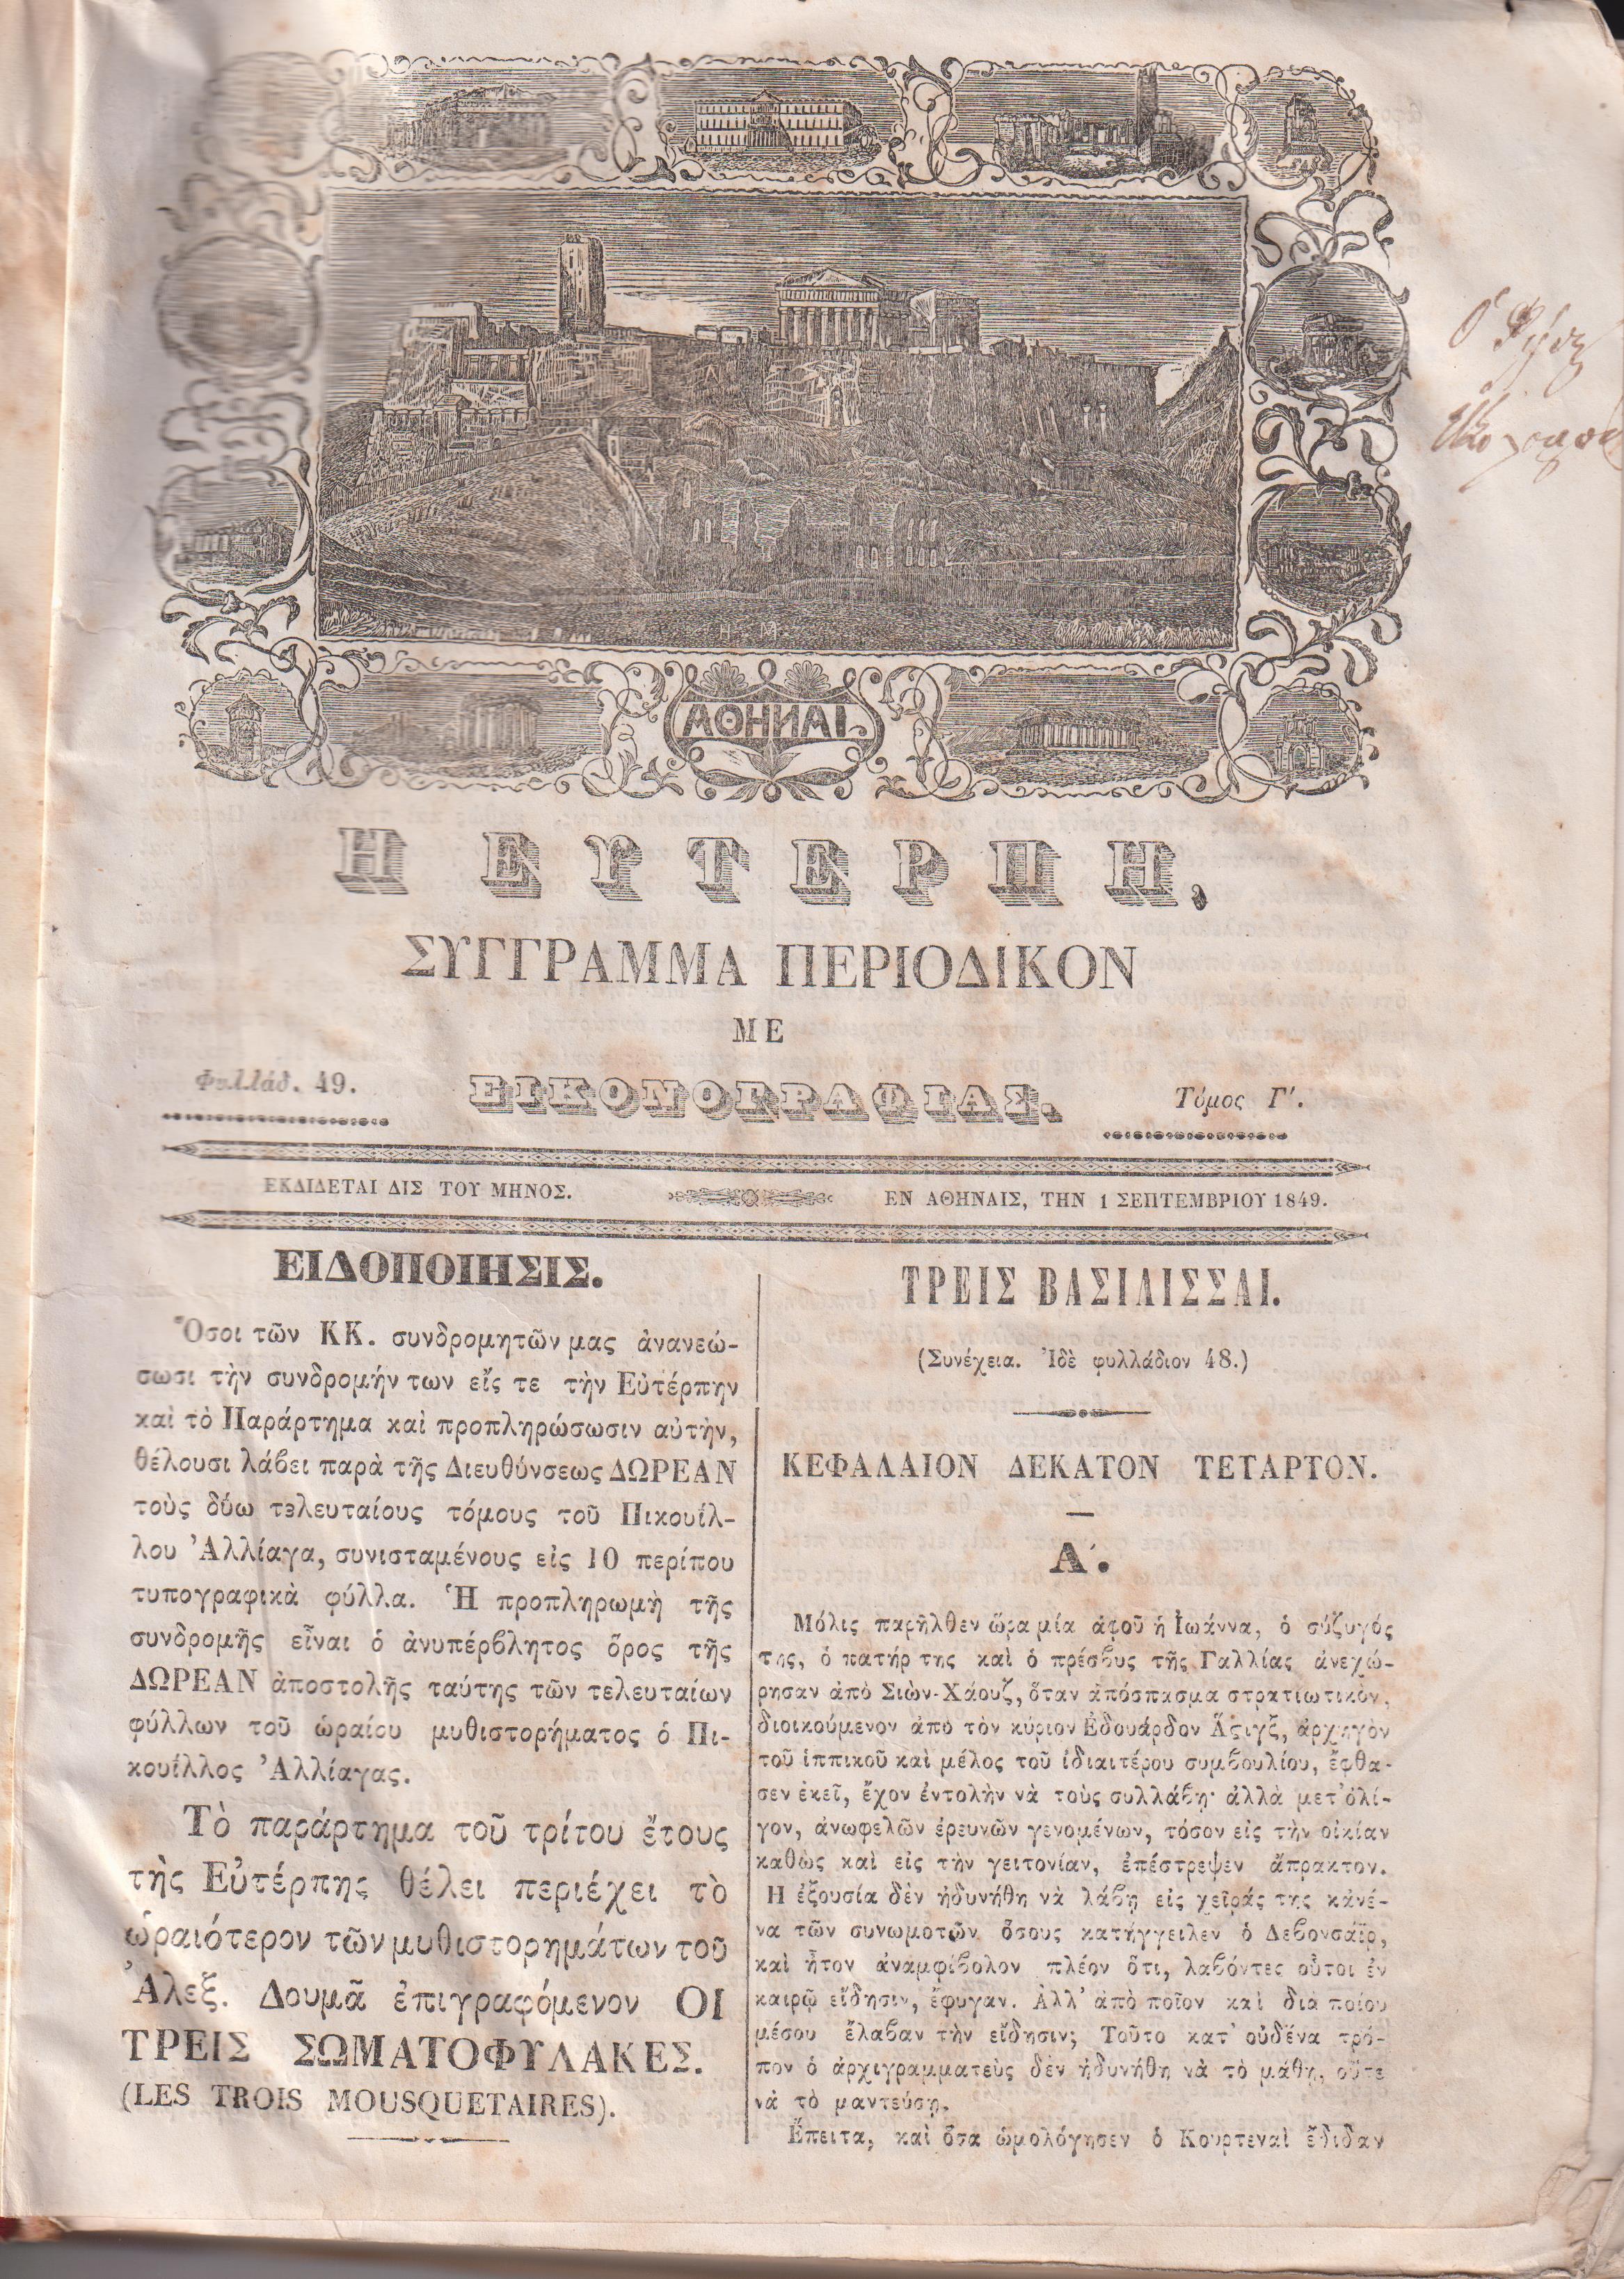 ΑΘΗΝΑΙ
Η ΕΥΤΕΡΠΗ,
ΣΥΓΓΡΑΜΜΑ ΠΕΡΙΟΔΙΚΟΝ
ΜΕ
Φυλλάδ. 49.
ΕΙΚΟΝΟΓΡΑΦΙΑΣ.
Τόμος Γ′.
ΕΚΔΙΔΕΤΑΙ ΔΙΣ ΤΟΥ ΜΗΝΟΣ.
ΕΝ ΑΘΗΝΑΙΣ, ΤΗΝ 1 ΣΕΠΤΕΜΒΡΙΟΥ 1849.
ΕΙΔΟΠΟΙΗΣΙΣ.
Ὅσοι τῶν ΚΚ. συνδρομητῶν μας ἀνανεώ-
σωσι τὴν συνδρομήν των εἴς τε τὴν Εὐτέρπην
καὶ τὸ Παράρτημα καὶ προπληρώσωσιν αὐτὴν,
θέλουσι λάβει παρὰ τῆς Διευθύνσεως ΔΩΡΕΑΝ
τοὺς δύω τελευταίους τόμους τοῦ Πικουίλ-
λου Ἀλλίαγα, συνισταμένους εἰς 10 περίπου
τυπογραφικὰ φύλλα. Ἡ προπληρωμὴ τῆς
συνδρομῆς εἶναι ὁ ἀνυπέρβλητος ὅρος τῆς
ΔΩΡΕΑΝ ἀποστολῆς ταύτης τῶν τελευταίων
φύλλων τοῦ ὡραίου μυθιστορήματος ὁ Πι-
κουίλλος Ἀλλίαγας.
Τὸ παράρτημα τοῦ τρίτου ἔτους
τὴς Εὐτέρπης θέλει περιέχει τὸ
ὡραιότερον τῶν μυθιστορημάτων τοῦ
Ἀλεξ. Δουμᾶ ἐπιγραφόμενον ΟΙ
ΤΡΕΙΣ ΣΩΜΑΤΟΦΥΛΑΚΕΣ.
(LES TROIS MOUSQUETAIRES).
ΤΡΕΙΣ ΒΑΣΙΛΙΣΣΑΙ.
(Συνέχεια. Ἰδὲ φυλλάδιον 48.)
ΚΕΦΑΛΑΙΟΝ ΔΕΚΑΤΟΝ ΤΕΤΑΡΤΟΝ.
Α′.
Μόλις παρῆλθεν ὥρα μία ἀφοῦ ἡ Ἰωάννα, ὁ σύζυγός
της, ὁ πατήρ της καὶ ὁ πρέσβυς τῆς Γαλλίας ἀνεχώ-
ρησαν ἀπὸ Σιὼν-Χάουζ, ὅταν ἀπόσπασμα στρατιωτικὸν,
διοικούμενον ἀπὸ τὸν κύριον Ἐδουάρδον Ἄςιγξ, ἀρχηγὸν
τοῦ ἱππικοῦ καὶ μέλος τοῦ ἰδιαιτέρου συμβουλίου, ἔφθα-
σεν ἐκεῖ, ἔχον ἐντολὴν νὰ τοὺς συλλάβῃ· ἀλλὰ μετ' ὀλί-
γον, ἀνωφελῶν ἐρευνῶν γενομένων, τόσον εἰς τὴν οἰκίαν
καθὼς καὶ εἰς τὴν γειτονίαν, ἐπέστρεψεν ἄπρακτον.
Ἡ ἐξουσία δὲν ἠδυνήθη νὰ λάβῃ εἰς χεῖράς της κἀνέ-
να τῶν συνωμοτῶν ὅσους κατήγγειλεν ὁ Δεβονσάϊρ,
καὶ ἦτον ἀναμφίβολον πλέον ὅτι, λαβόντες οὗτοι ἐν
καιρῷ εἴδησιν, ἔφυγαν. Ἀλλ' ἀπὸ ποῖον καὶ διὰ ποίου
μέσου ἔλαβαν τὴν εἴδησιν; Τοῦτο κατ' οὐδένα τρό-
πον ὁ ἀρχιγραμματεὺς δὲν ἠδυνήθη νὰ τὸ μάθῃ, οὔτε
νὰ τὸ μαντεύσῃ.
Ἔπειτα, καὶ ὅσα ὡμολόγησεν ὁ Κουρτεναὶ ἔδιδαν